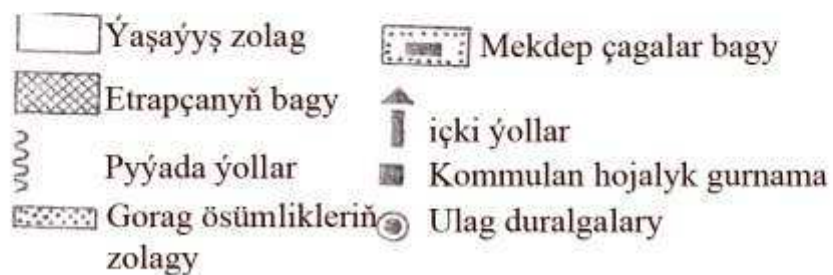 Ýaşaýyş zolag
Etrapçanyň bagy
Pyýada ýollar
Gorag ösümlikleriň
zolagy
Mekdep çagalar bagy
içki ýollar
Kommulan hojalyk gurnama
Ulag duralgalary